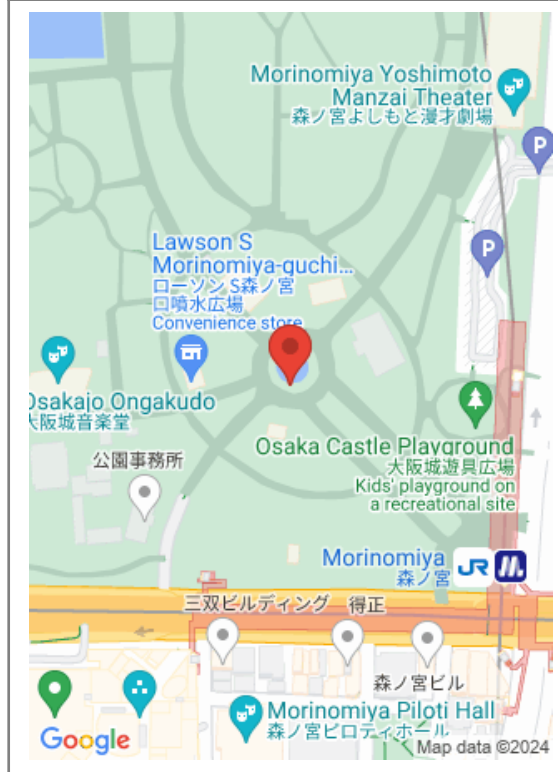 Morinomiya Yoshimoto
Manzai Theater
森ノ宮よしもと漫才劇場
P
P
Lawson S
Morinomiya-guchi...
ローソン S森ノ宮
口噴水広場
Convenience store
Osakajo Ongakudo
大阪城音楽堂
公園事務所
Osaka Castle Playground
大阪城遊具広場
Kids' playground on
a recreational site
Morinomiya
森ノ宮
JR
三双ビルディング
得正
森ノ宮ビル
Morinomiya Piloti Hall
森ノ宮ピロティホール
Google
Map data ©2024